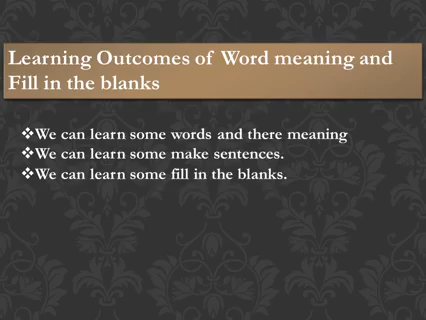 Learning Outcomes of Word meaning and
Fill in the blanks
❖We can learn some words and there meaning
❖We can learn some make sentences.
❖We can learn some fill in the blanks.